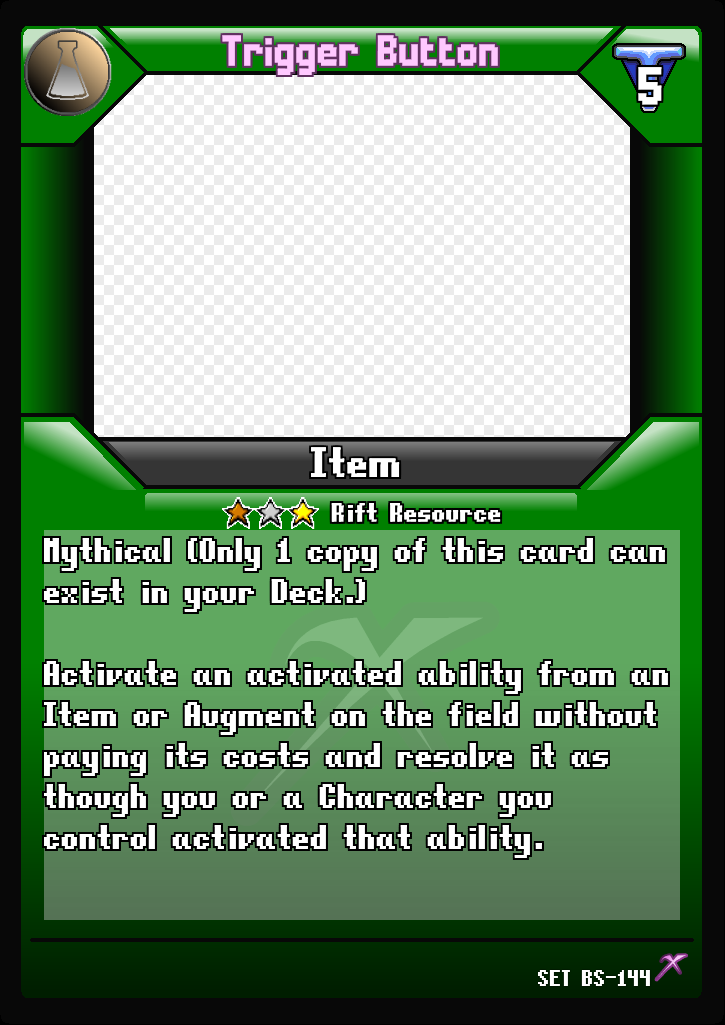 Trigger Button
5
Item
Rift Resource
Mythical (Only 1 copy of this card can
exist in your Deck.)
Activate an activated ability from an
Item or Augment on the field without
paying its costs and resolve it as
though you or a Character you
control activated that ability.
SET BS-144